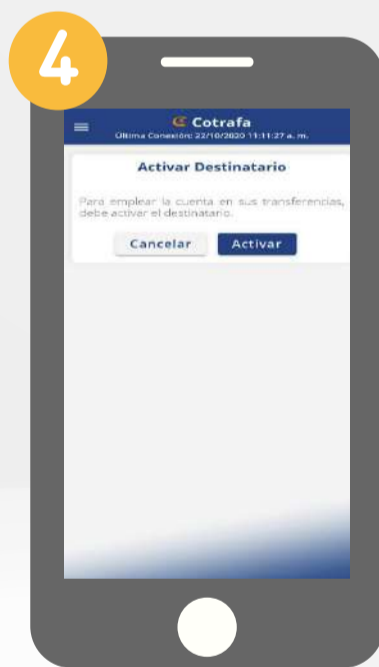 4
Cotrafa
Última Conexión: 22/10/2020 11:11:27 a. m.
Activar Destinatario
Para emplear la cuenta en sus transferencias,
debe activar el destinatario.
Cancelar Activar